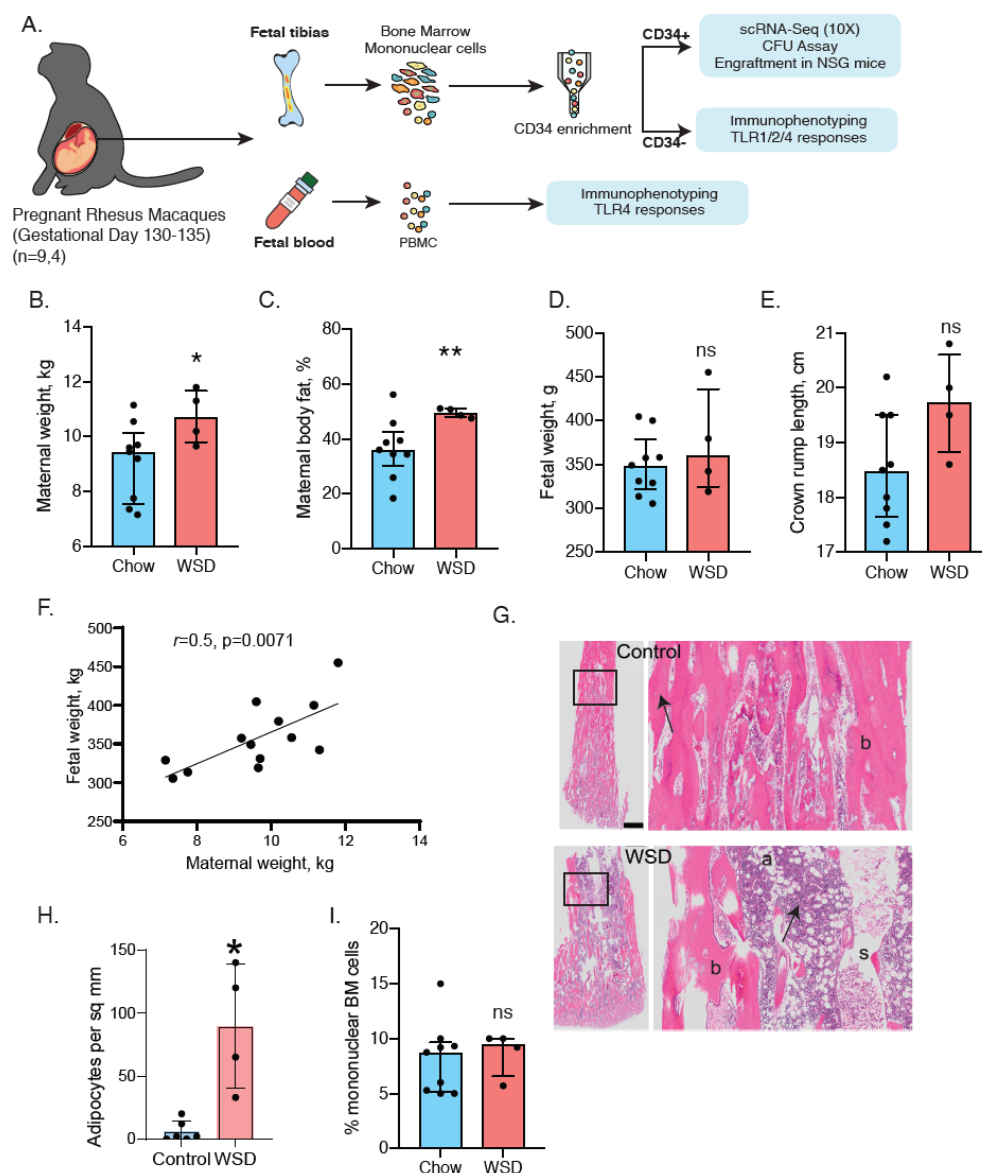 A.
Fetal tibias
Bone Marrow
Mononuclear cells
CD34 enrichment
CD34+
scRNA-Seq (10X)
CFU Assay
Engraftment in NSG mice
CD34-
Immunophenotyping
TLR1/2/4 responses
Pregnant Rhesus Macaques
(Gestational Day 130-135)
(n=9,4)
Fetal blood
PBMC
Immunophenotyping
TLR4 responses
B.
Maternal weight, kg
14
12
10
8
6
*
Chow
WSD
C.
Maternal body fat, %
80
60
40
20
0
**
Chow
WSD
D.
Fetal weight, g
500
450
400
350
300
250
ns
Chow
WSD
E.
Crown rump length, cm
21
20
19
18
17
ns
Chow
WSD
F.
r=0.5, p=0.0071
Fetal weight, kg
500
450
400
350
300
250
6
8
10
12
14
Maternal weight, kg
G.
Control
b
WSD
a
b
s
H.
Adipocytes per sq mm
150
100
50
0
*
Control
WSD
I.
% mononuclear BM cells
20
15
10
5
0
ns
Chow
WSD